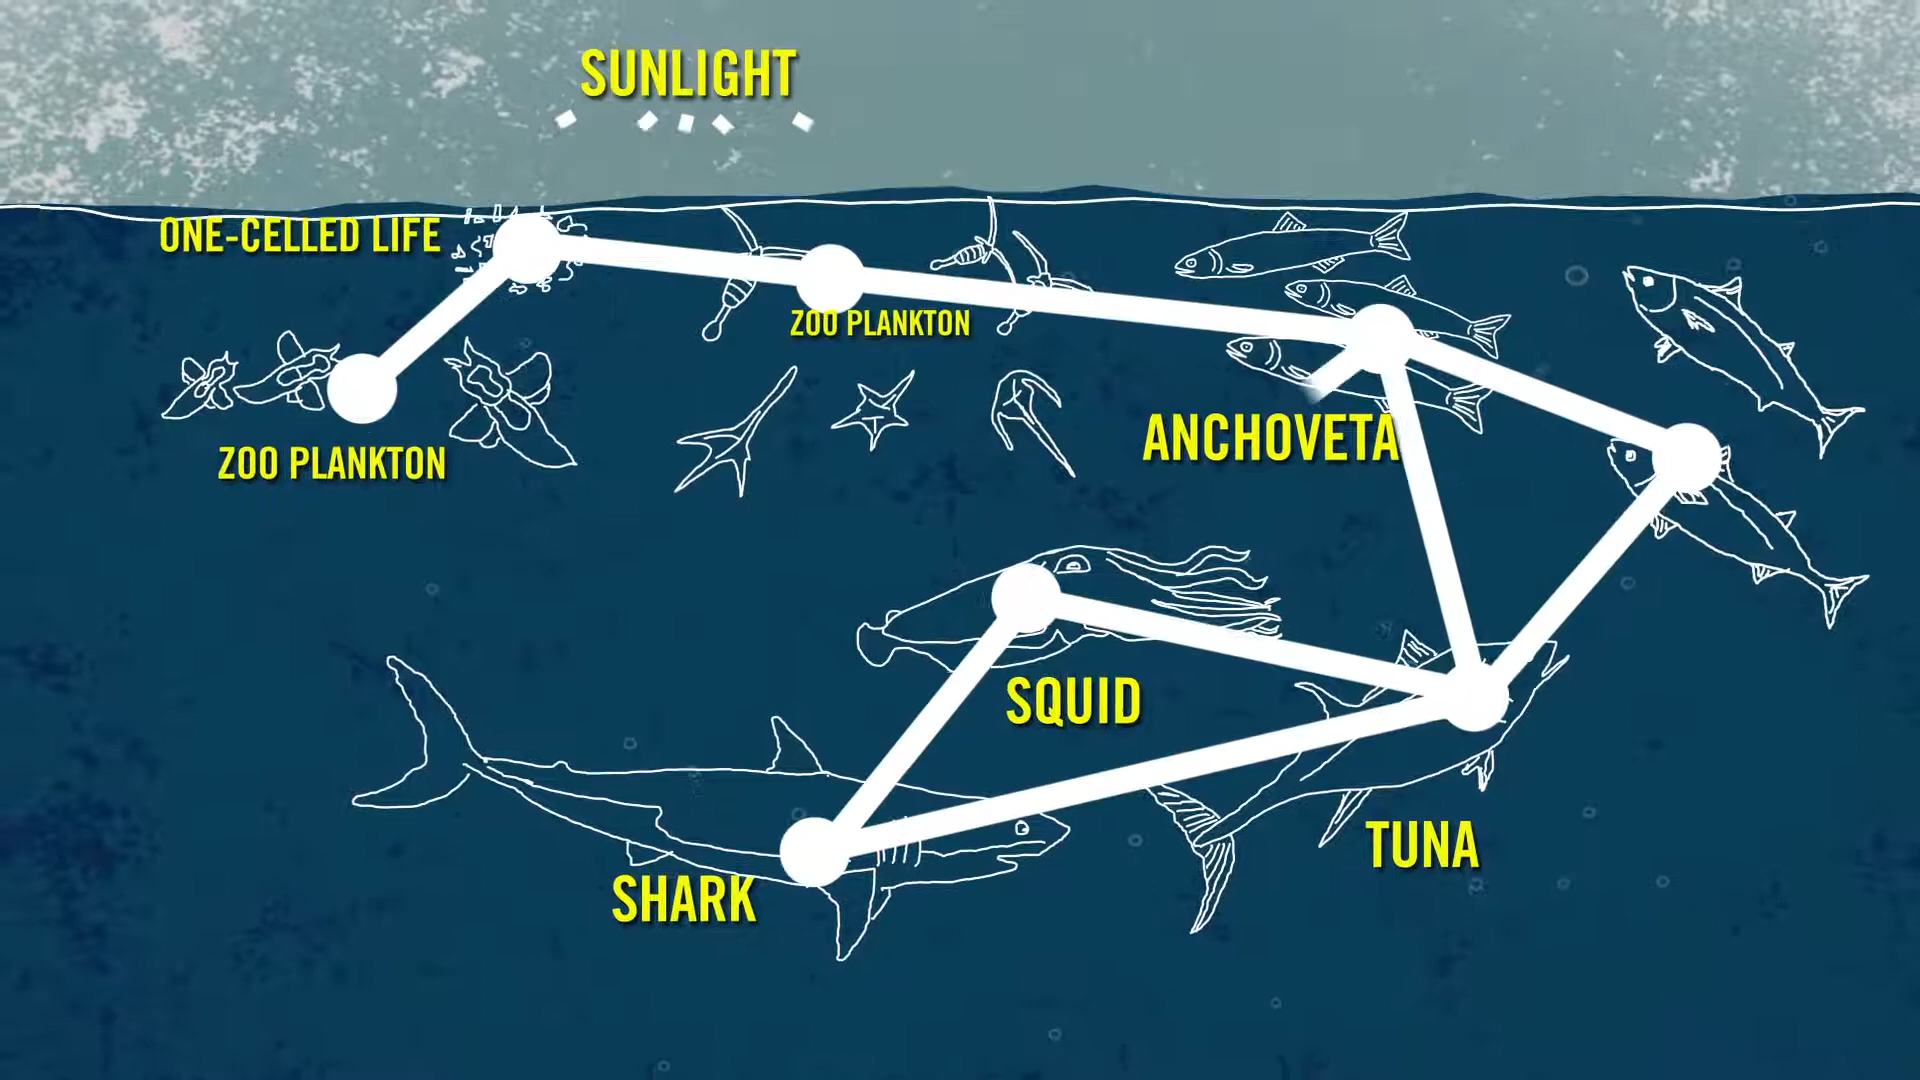 SUNLIGHT
ONE-CELLED LIFE
ZOO PLANKTON
ANCHOVETA
ZOO PLANKTON
SQUID
TUNA
SHARK